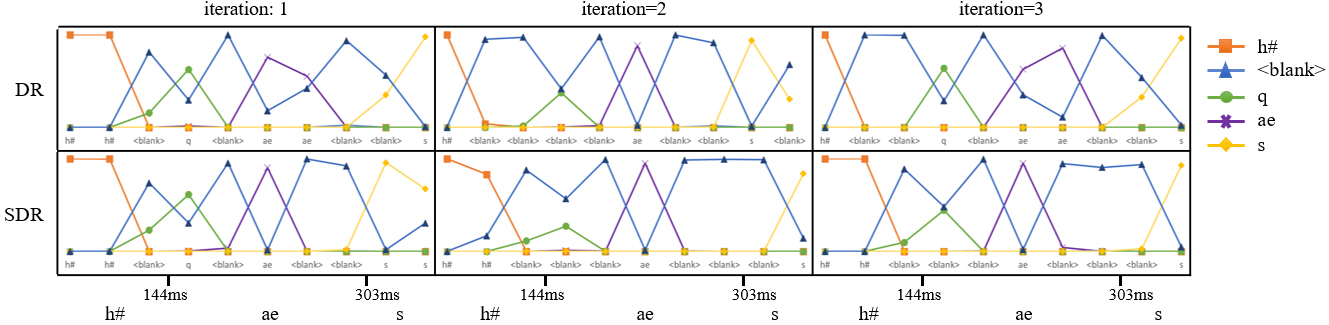 iteration: 1 iteration=2 iteration=3
DR
h# h# <blank> q <blank> ae ae <blank> <blank> s
h# <blank> <blank> <blank> <blank> ae <blank> <blank> s <blank>
h# <blank> <blank> <blank> <blank> ae ae <blank> <blank> s
SDR
h# h# <blank> q <blank> ae <blank> <blank> s s
h# h# <blank> <blank> <blank> ae <blank> <blank> <blank> s
h# h# <blank> <blank> <blank> ae <blank> <blank> <blank> s
144ms 303ms 144ms 303ms 144ms 303ms
h# ae s h# ae s h# ae s
h#
<blank>
q
ae
s